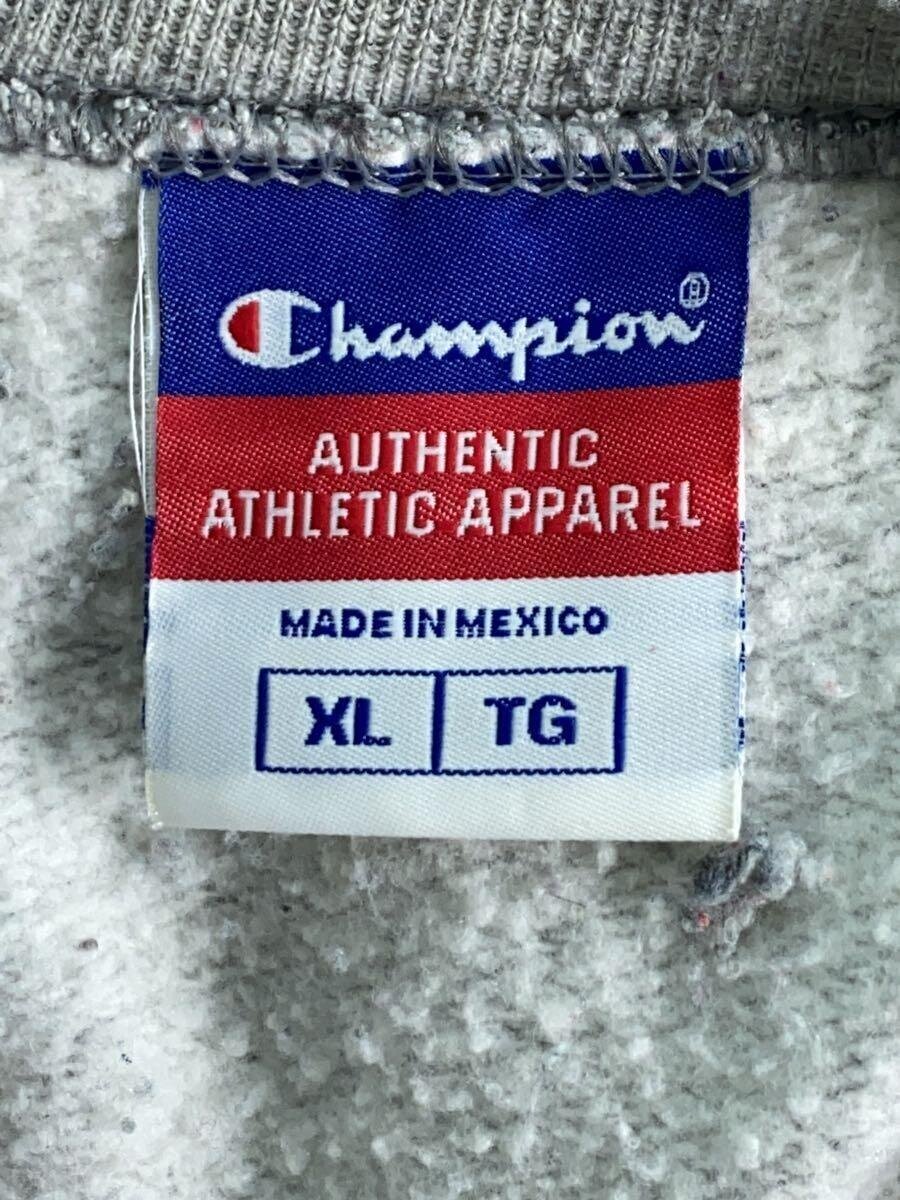 Champion®
AUTHENTIC
ATHLETIC APPAREL
MADE IN MEXICO
XL TG